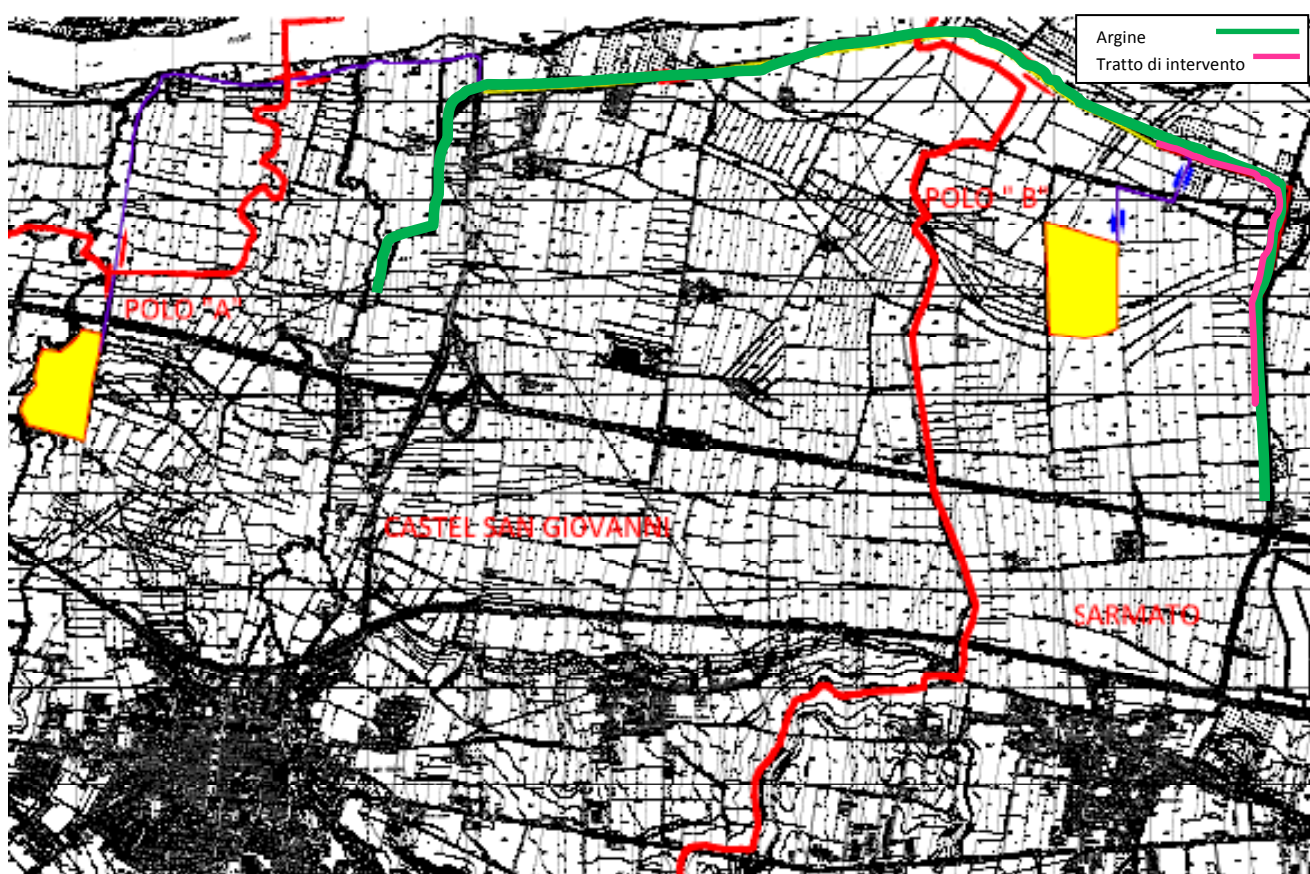 Argine
Tratto di intervento
POLO " B"
POLO "A"
CASTEL SAN GIOVANNI
SARMATO